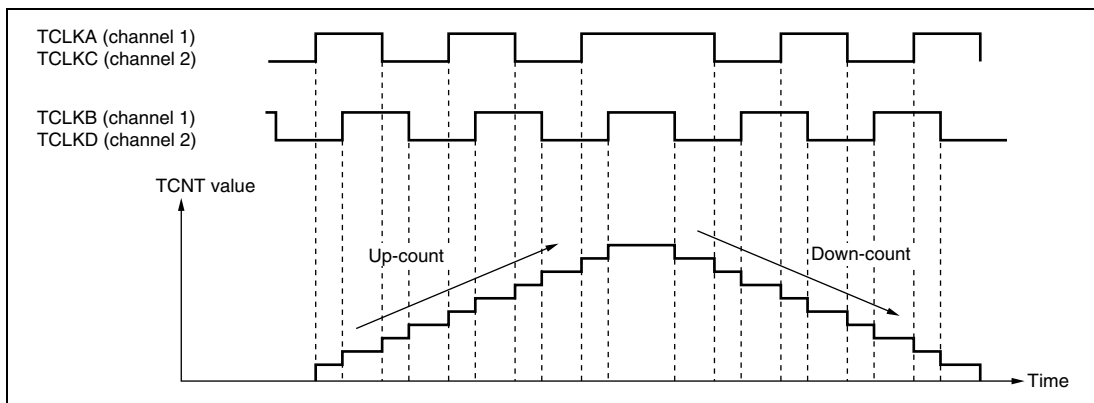 TCLKA (channel 1)
TCLKC (channel 2)
TCLKB (channel 1)
TCLKD (channel 2)
TCNT value
Up-count
Down-count
Time